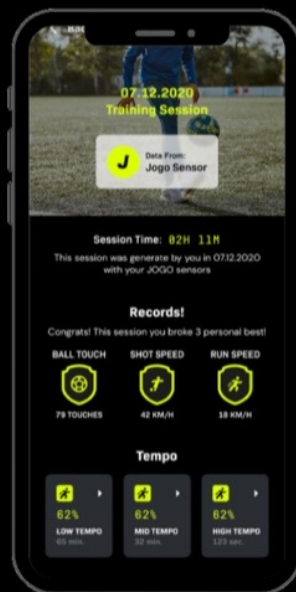 07.12.2020
Training Session
J
Data From:
Jogo Sensor
Session Time: 02H 11M
This session was generate by you in 07.12.2020
with your JOGO sensors
Records!
Congrats! This session you broke 3 personal best!
BALL TOUCH SHOT SPEED RUN SPEED
79 TOUCHES 42 KM/H 18 KM/H
Tempo
62% 62% 62%
LOW TEMPO MID TEMPO HIGH TEMPO
65 min. 32 min. 123 sec.